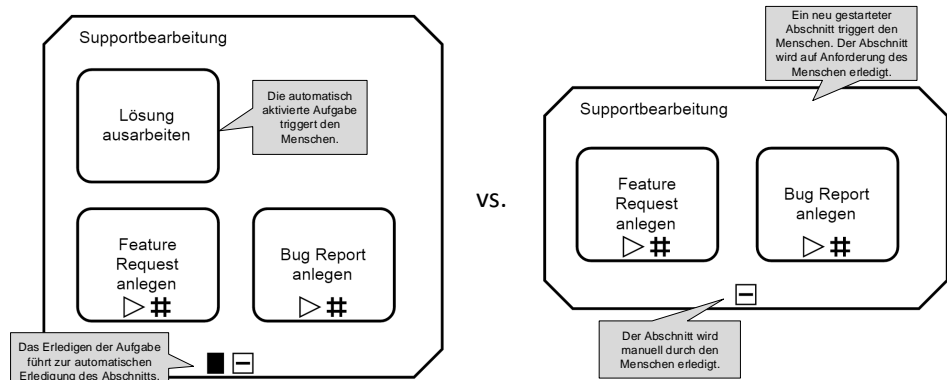 Supportbearbeitung
Lösung
ausarbeiten
Die automatisch
aktivierte Aufgabe
triggert den
Menschen.
Feature
Request
anlegen
Bug Report
anlegen
Das Erledigen der Aufgabe
führt zur automatischen
Erledigung des Abschnitts.
vs.
Ein neu gestarteter
Abschnitt triggert den
Menschen. Der Abschnitt
wird auf Anforderung des
Menschen erledigt.
Supportbearbeitung
Feature
Request
anlegen
Bug Report
anlegen
Der Abschnitt wird
manuell durch den
Menschen erledigt.